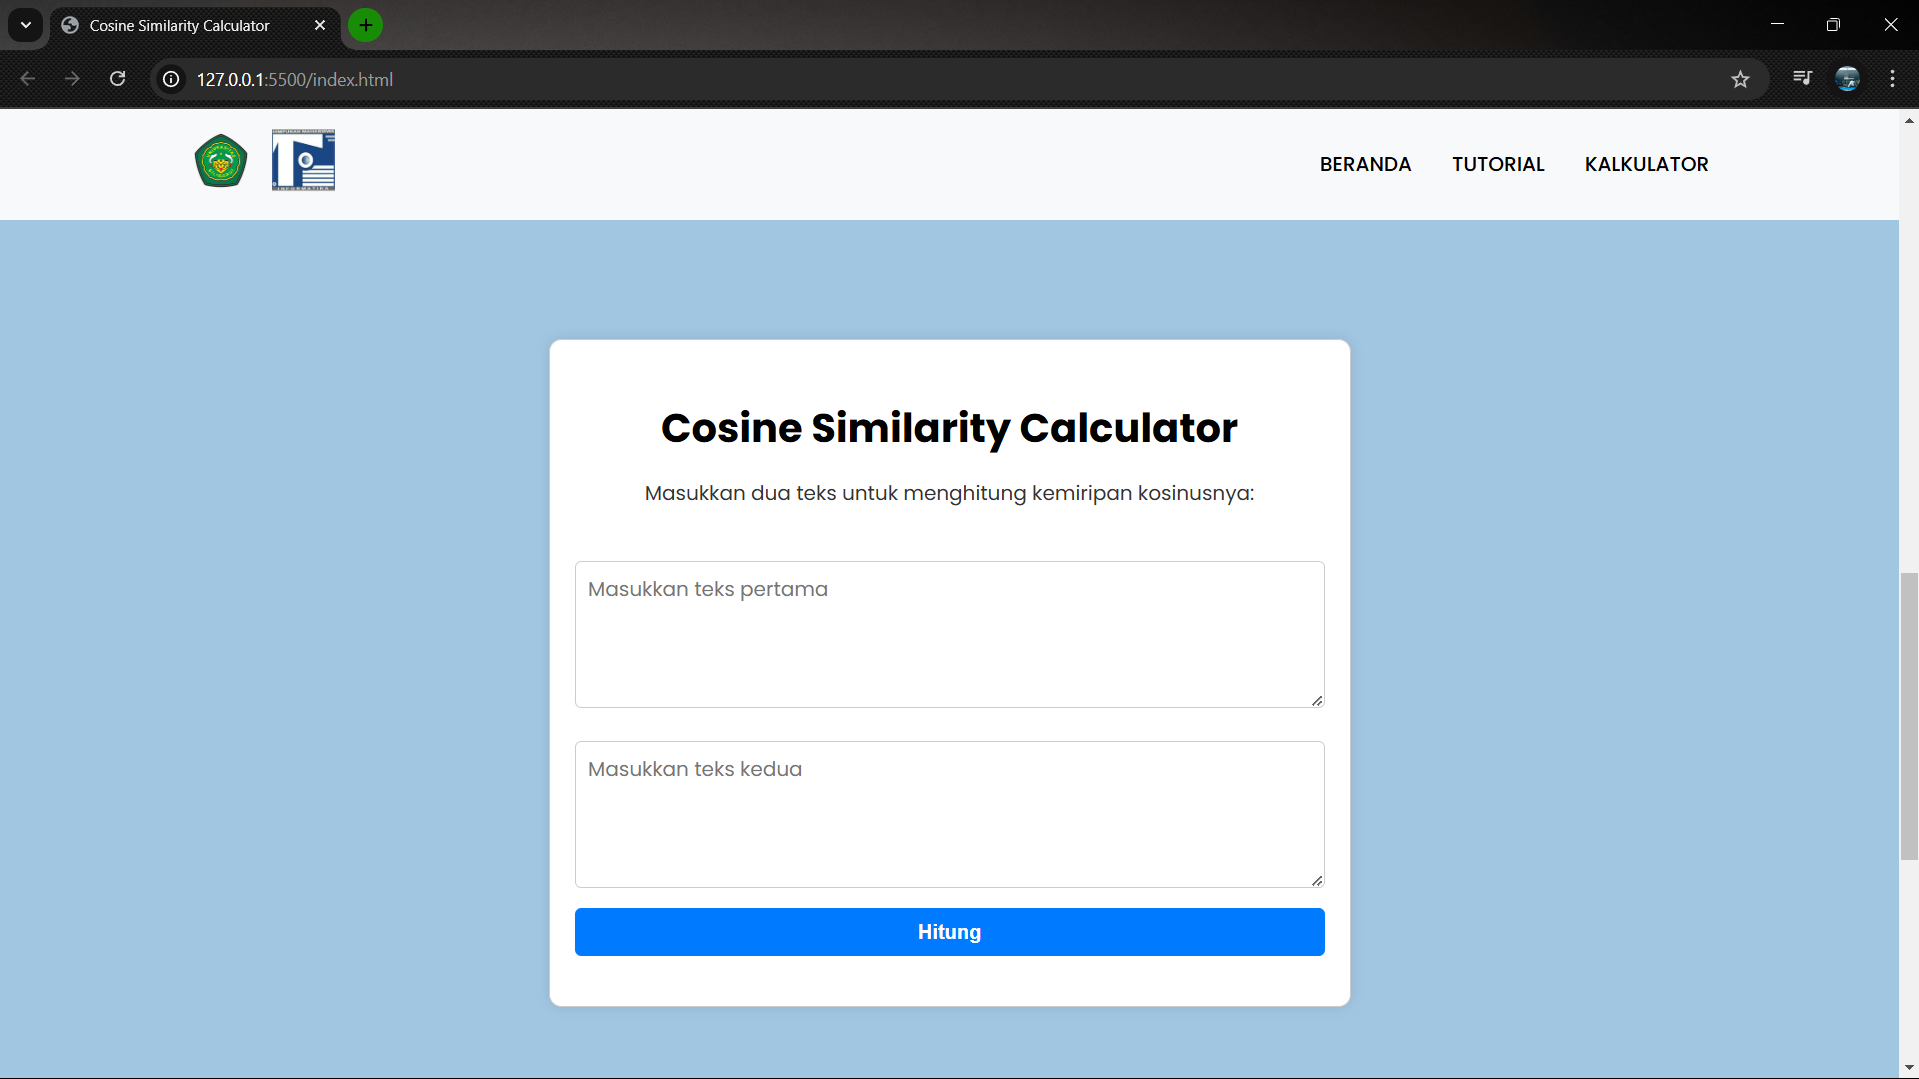 Cosine Similarity Calculator
127.0.0.1:5500/index.html
INFORMATIKA
BERANDA TUTORIAL KALKULATOR
Cosine Similarity Calculator
Masukkan dua teks untuk menghitung kemiripan kosinusnya:
Masukkan teks pertama
Masukkan teks kedua
Hitung